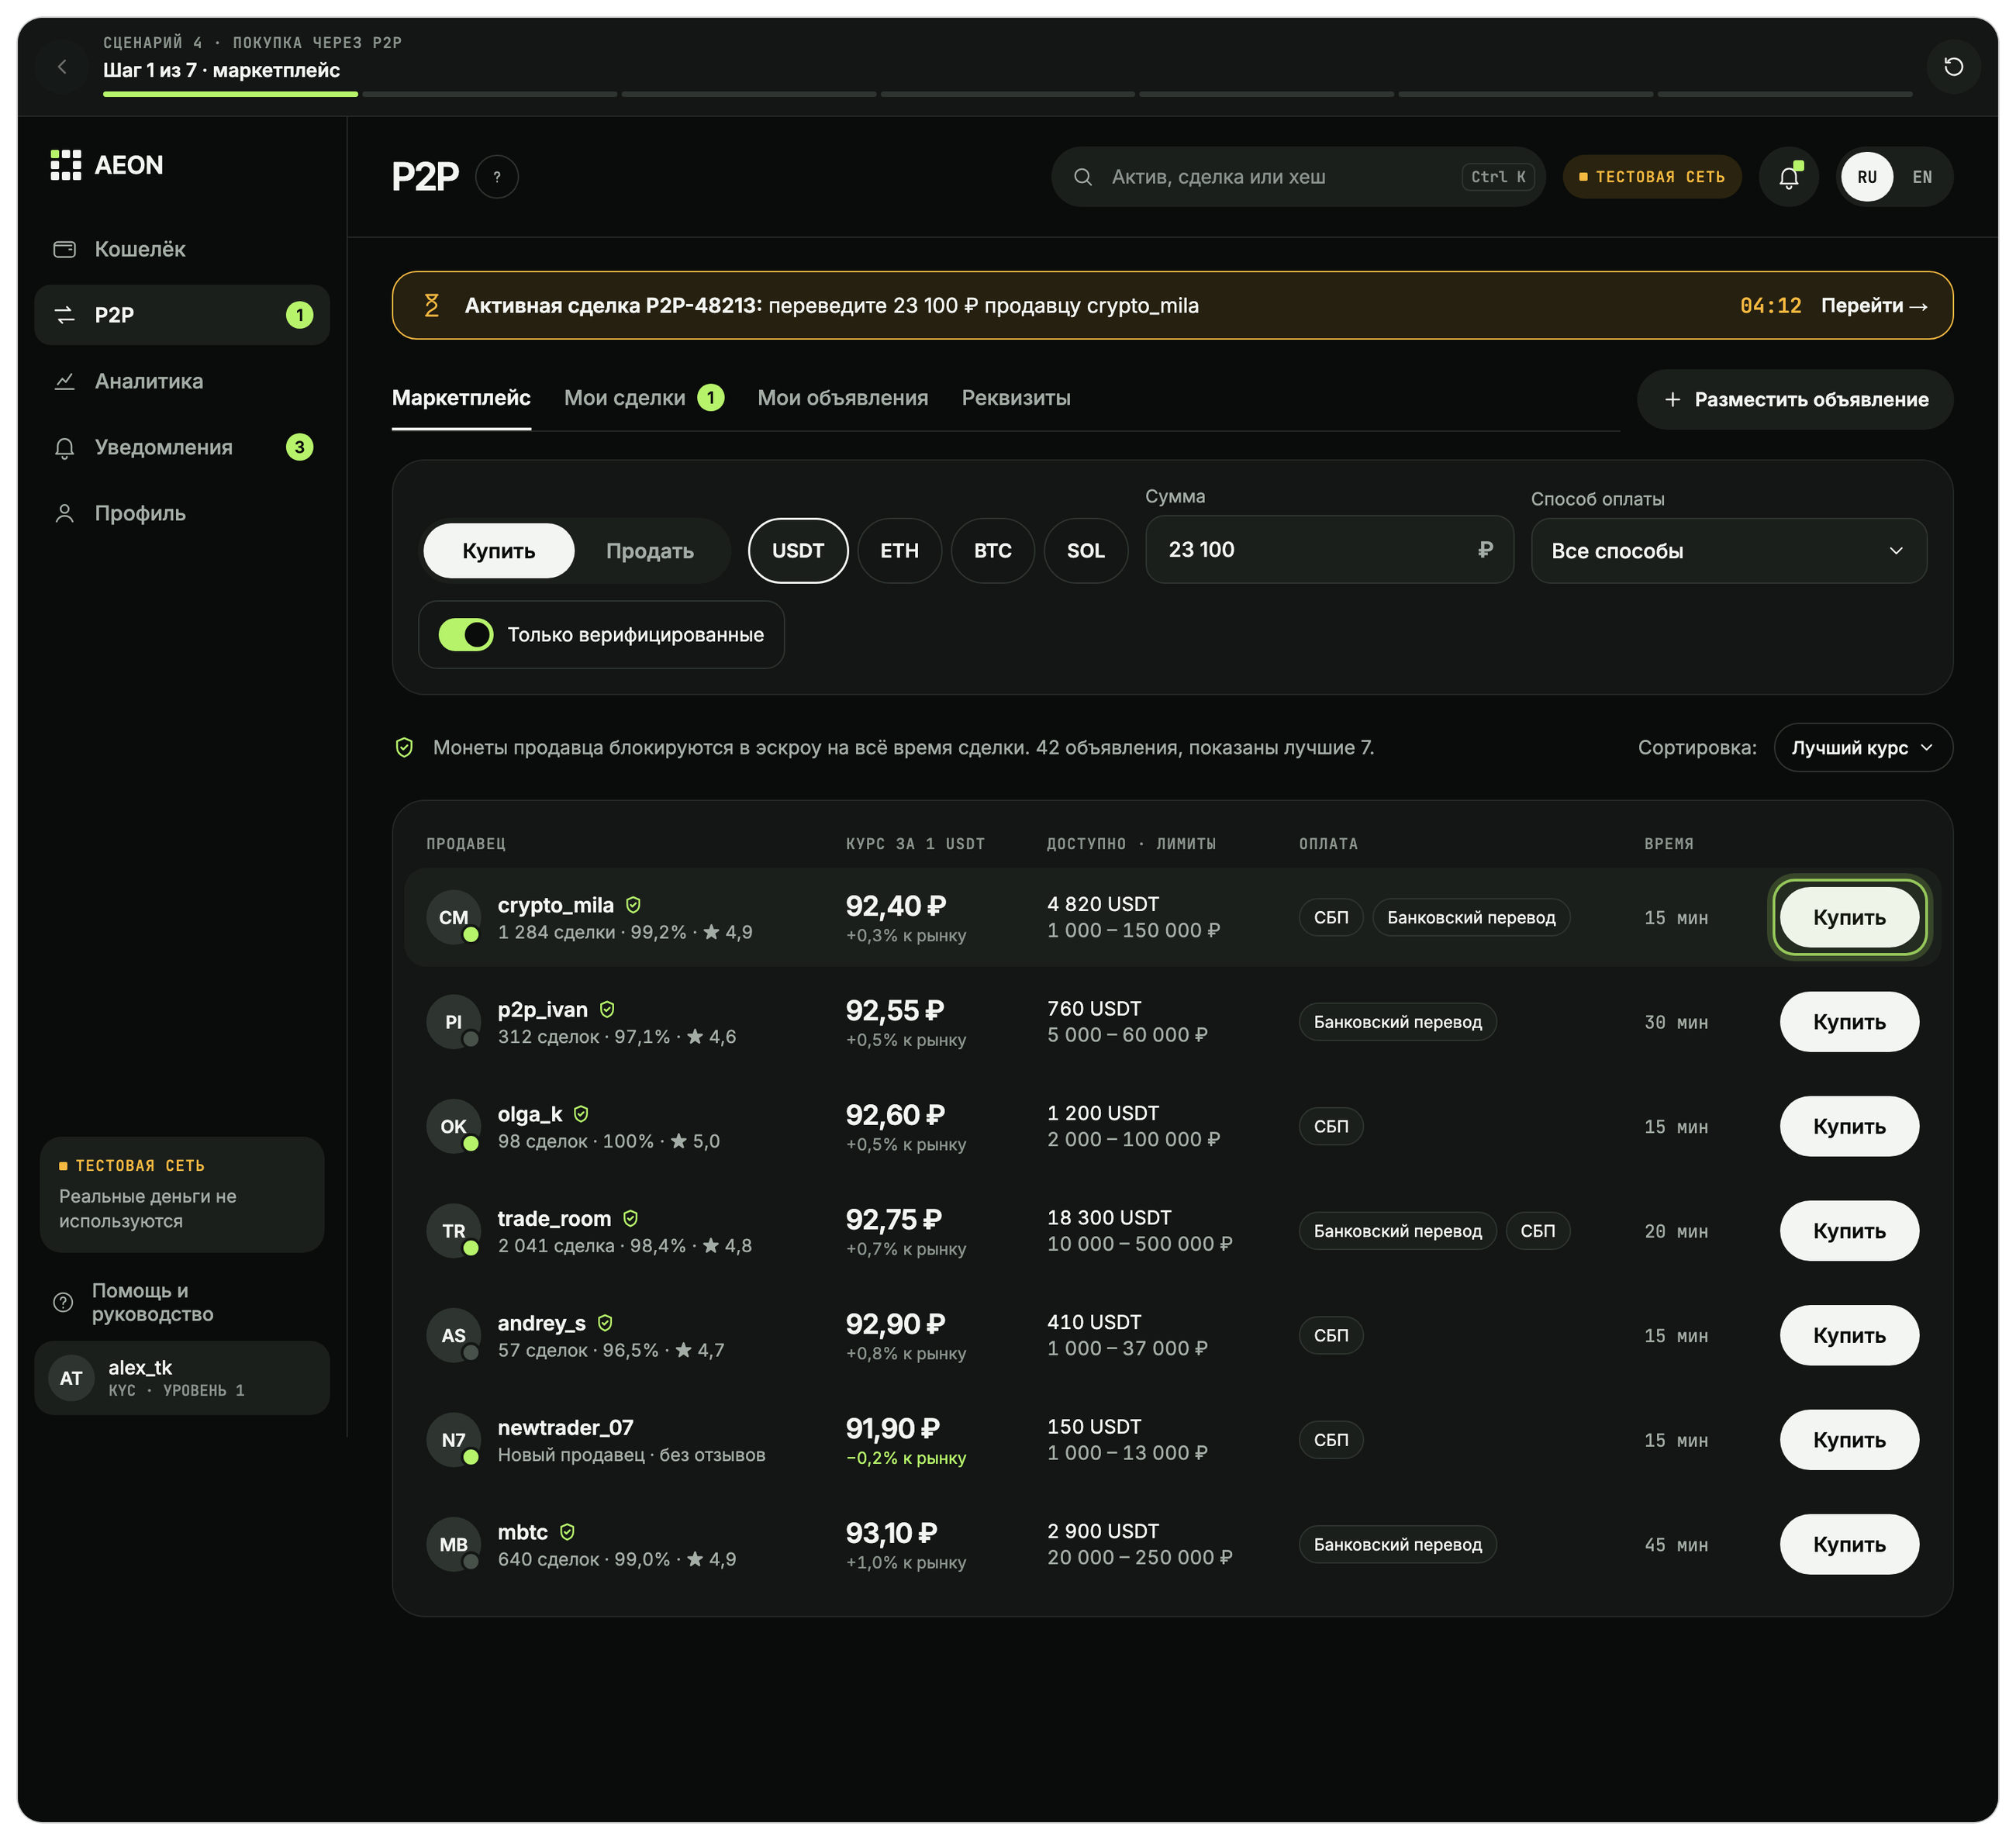 СЦЕНАРИЙ 4 · ПОКУПКА ЧЕРЕЗ P2P
Шаг 1 из 7 · маркетплейс
AEON
Кошелёк
P2P 1
Аналитика
Уведомления 3
Профиль
ТЕСТОВАЯ СЕТЬ
Реальные деньги не
используются
Помощь и
руководство
AT
alex_tk
KYC · УРОВЕНЬ 1
P2P ?
Актив, сделка или хеш Ctrl K
ТЕСТОВАЯ СЕТЬ
RU EN
Активная сделка P2P-48213: переведите 23 100 ₽ продавцу crypto_mila 04:12 Перейти →
Маркетплейс Мои сделки 1 Мои объявления Реквизиты
+ Разместить объявление
Купить Продать
USDT ETH BTC SOL
Сумма
23 100 ₽
Способ оплаты
Все способы
Только верифицированные
Монеты продавца блокируются в эскроу на всё время сделки. 42 объявления, показаны лучшие 7.
Сортировка: Лучший курс
ПРОДАВЕЦ КУРС ЗА 1 USDT ДОСТУПНО · ЛИМИТЫ ОПЛАТА ВРЕМЯ
CM
crypto_mila
1 284 сделки · 99,2% · ★ 4,9
92,40 ₽
+0,3% к рынку
4 820 USDT
1 000 – 150 000 ₽
СБП Банковский перевод
15 мин
Купить
PI
p2p_ivan
312 сделок · 97,1% · ★ 4,6
92,55 ₽
+0,5% к рынку
760 USDT
5 000 – 60 000 ₽
Банковский перевод
30 мин
Купить
OK
olga_k
98 сделок · 100% · ★ 5,0
92,60 ₽
+0,5% к рынку
1 200 USDT
2 000 – 100 000 ₽
СБП
15 мин
Купить
TR
trade_room
2 041 сделка · 98,4% · ★ 4,8
92,75 ₽
+0,7% к рынку
18 300 USDT
10 000 – 500 000 ₽
Банковский перевод СБП
20 мин
Купить
AS
andrey_s
57 сделок · 96,5% · ★ 4,7
92,90 ₽
+0,8% к рынку
410 USDT
1 000 – 37 000 ₽
СБП
15 мин
Купить
N7
newtrader_07
Новый продавец · без отзывов
91,90 ₽
−0,2% к рынку
150 USDT
1 000 – 13 000 ₽
СБП
15 мин
Купить
MB
mbtc
640 сделок · 99,0% · ★ 4,9
93,10 ₽
+1,0% к рынку
2 900 USDT
20 000 – 250 000 ₽
Банковский перевод
45 мин
Купить